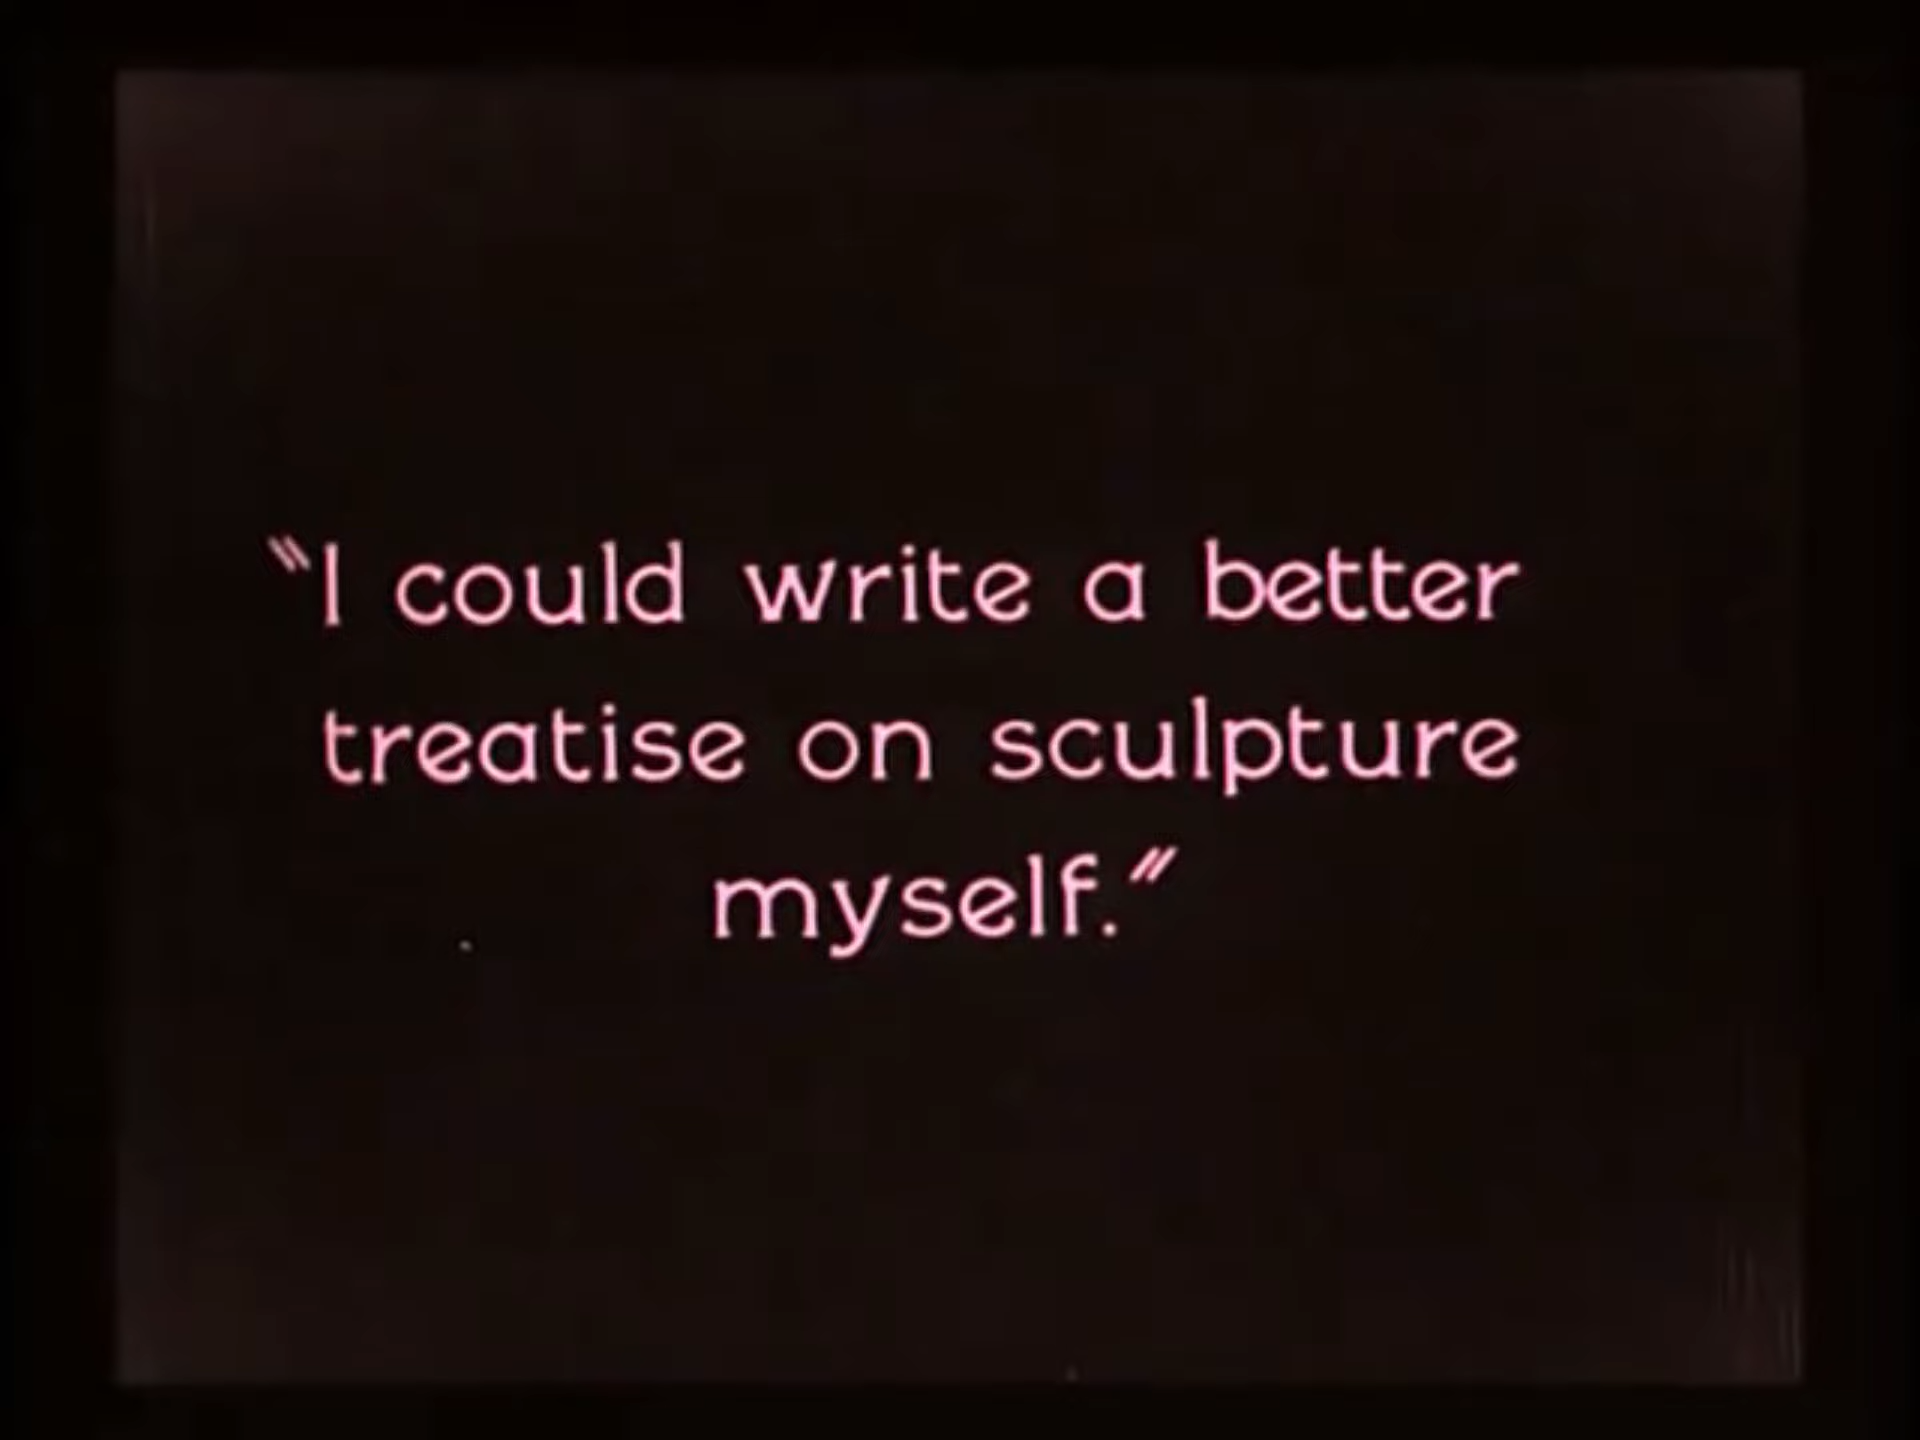 “I could write a better
treatise on sculpture
myself.”